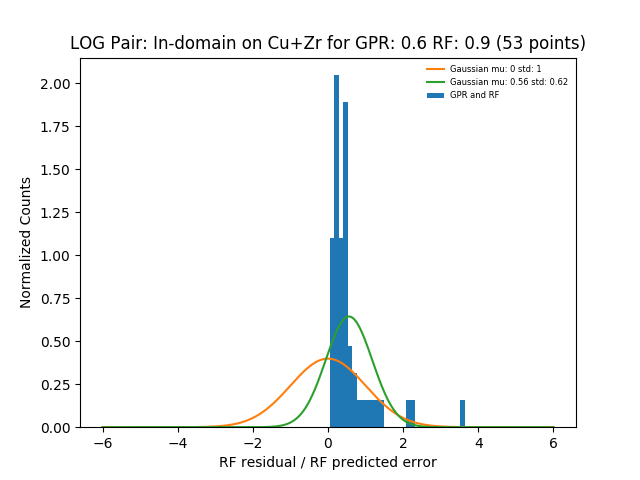 LOG Pair: In-domain on Cu+Zr for GPR: 0.6 RF: 0.9 (53 points)
Gaussian mu: 0 std: 1
Gaussian mu: 0.56 std: 0.62
GPR and RF
Normalized Counts
2.00
1.75
1.50
1.25
1.00
0.75
0.50
0.25
0.00
−6 −4 −2 0 2 4 6
RF residual / RF predicted error